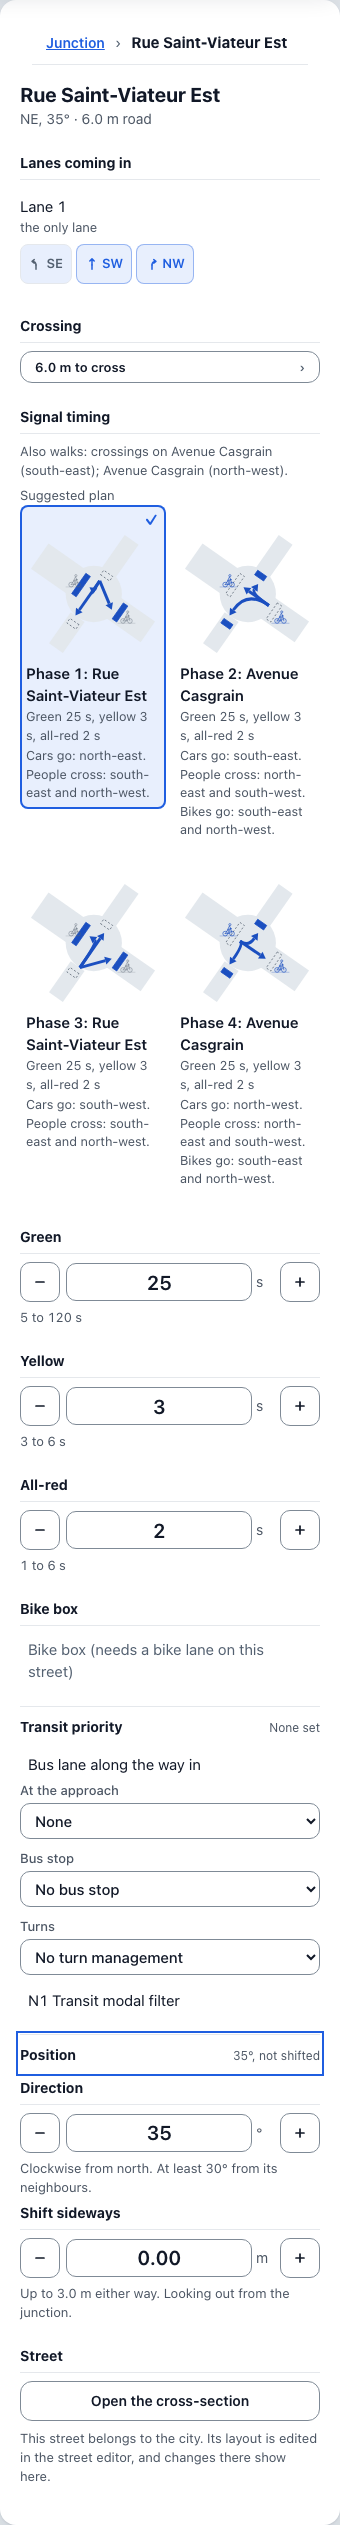 Junction › Rue Saint-Viateur Est
Rue Saint-Viateur Est
NE, 35° · 6.0 m road
Lanes coming in
Lane 1
the only lane
SE SW NW
Crossing
6.0 m to cross ›
Signal timing
Also walks: crossings on Avenue Casgrain
(south-east); Avenue Casgrain (north-west).
Suggested plan
Phase 1: Rue
Saint-Viateur Est
Green 25 s, yellow 3
s, all-red 2 s
Cars go: north-east.
People cross: south-
east and north-west.
Phase 2: Avenue
Casgrain
Green 25 s, yellow 3
s, all-red 2 s
Cars go: south-east.
People cross: north-
east and south-west.
Bikes go: south-east
and north-west.
Phase 3: Rue
Saint-Viateur Est
Green 25 s, yellow 3
s, all-red 2 s
Cars go: south-west.
People cross: south-
east and north-west.
Phase 4: Avenue
Casgrain
Green 25 s, yellow 3
s, all-red 2 s
Cars go: north-west.
People cross: north-
east and south-west.
Bikes go: south-east
and north-west.
Green
− 25 s +
5 to 120 s
Yellow
− 3 s +
3 to 6 s
All-red
− 2 s +
1 to 6 s
Bike box
Bike box (needs a bike lane on this
street)
Transit priority None set
Bus lane along the way in
At the approach
None
Bus stop
No bus stop
Turns
No turn management
N1 Transit modal filter
Position 35°, not shifted
Direction
− 35 ° +
Clockwise from north. At least 30° from its
neighbours.
Shift sideways
− 0.00 m +
Up to 3.0 m either way. Looking out from the
junction.
Street
Open the cross-section
This street belongs to the city. Its layout is edited
in the street editor, and changes there show
here.